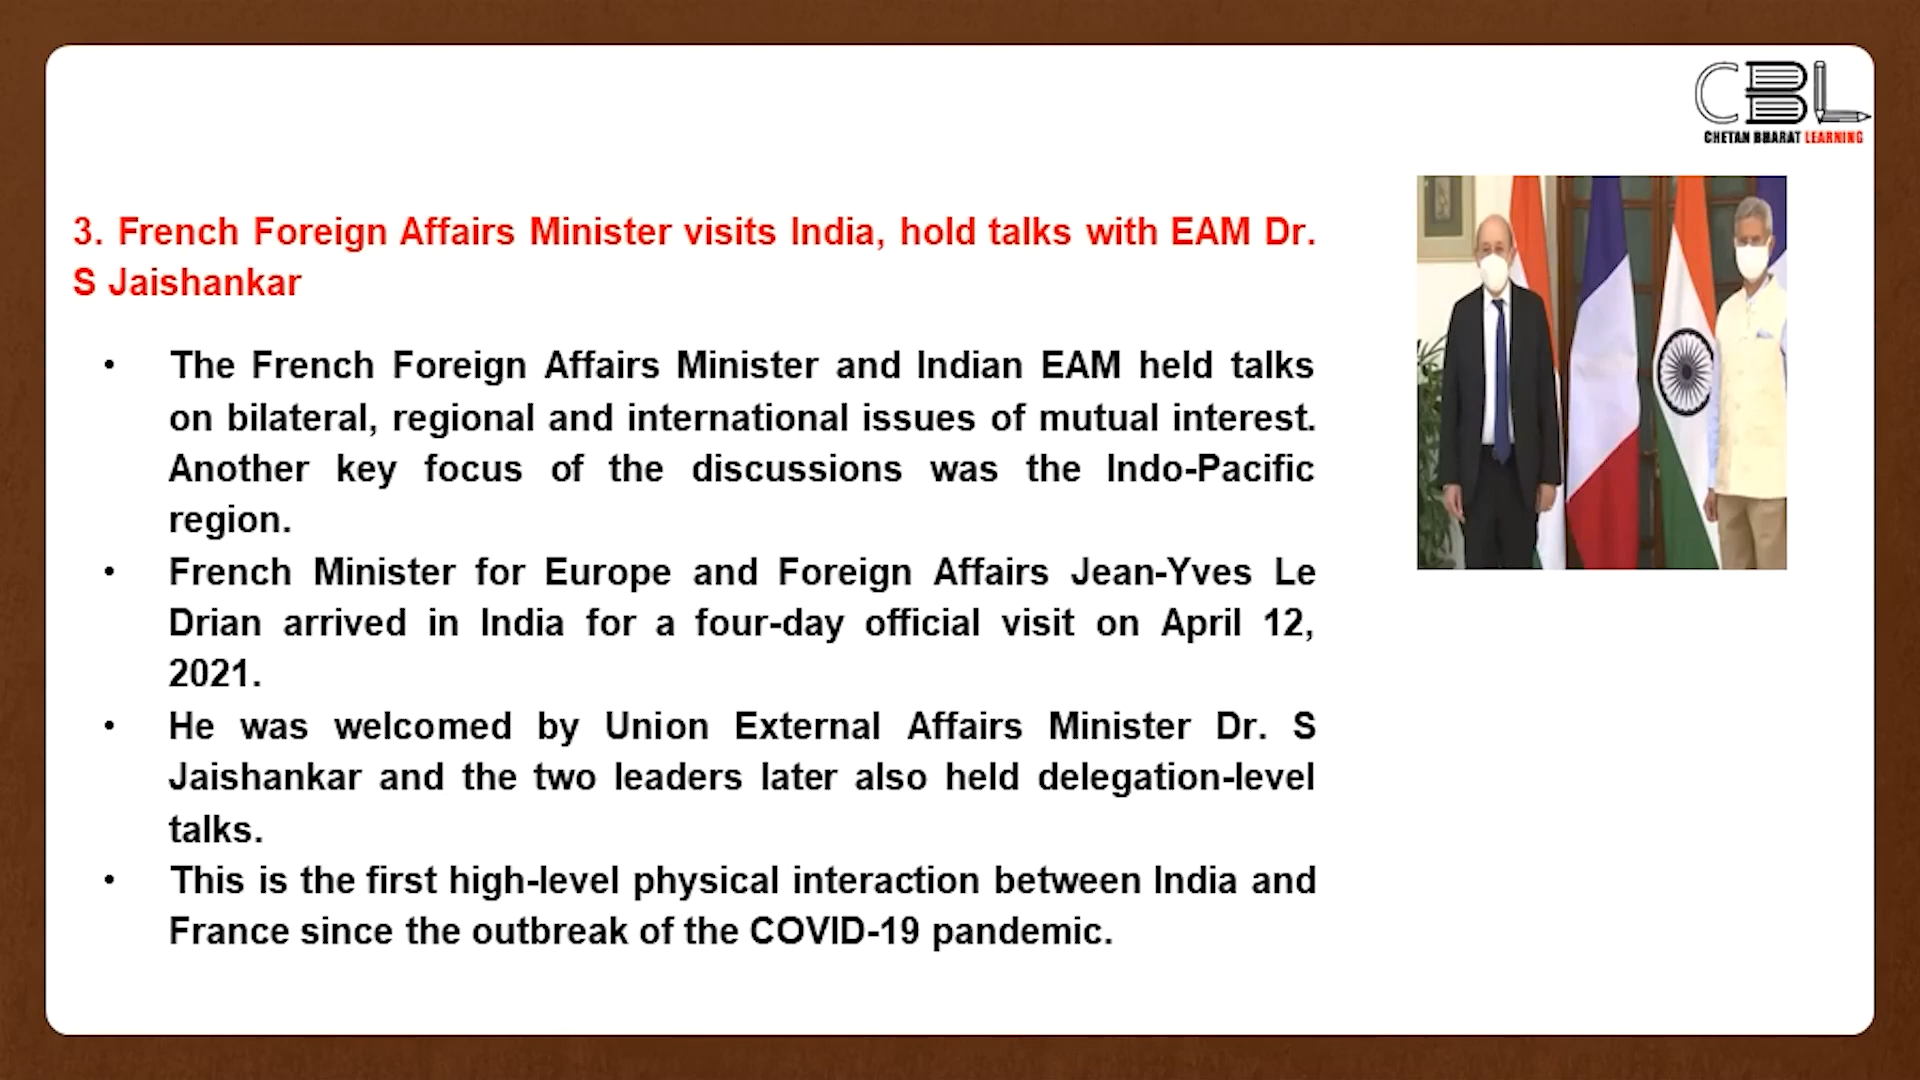 CBL
CHETAN BHARAT LEARNING
3. French Foreign Affairs Minister visits India, hold talks with EAM Dr.
S Jaishankar
• The French Foreign Affairs Minister and Indian EAM held talks
on bilateral, regional and international issues of mutual interest.
Another key focus of the discussions was the Indo-Pacific
region.
• French Minister for Europe and Foreign Affairs Jean-Yves Le
Drian arrived in India for a four-day official visit on April 12,
2021.
• He was welcomed by Union External Affairs Minister Dr. S
Jaishankar and the two leaders later also held delegation-level
talks.
• This is the first high-level physical interaction between India and
France since the outbreak of the COVID-19 pandemic.